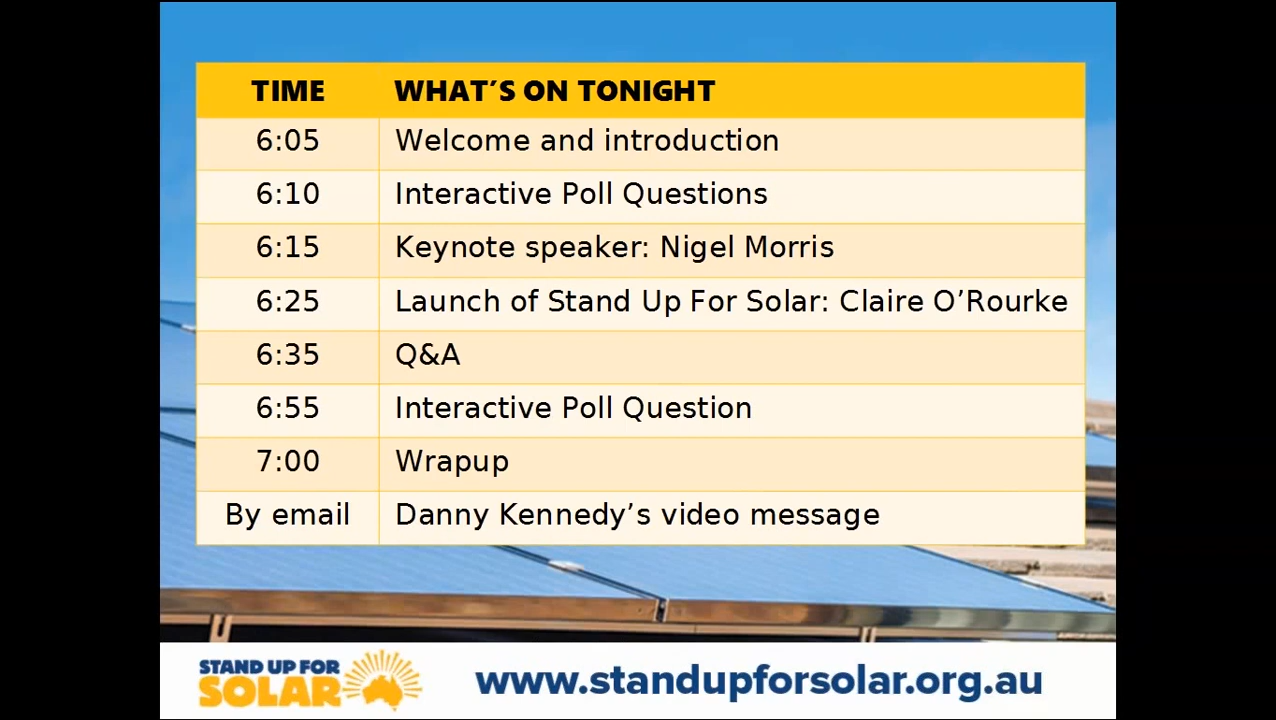 TIME WHAT’S ON TONIGHT
6:05 Welcome and introduction
6:10 Interactive Poll Questions
6:15 Keynote speaker: Nigel Morris
6:25 Launch of Stand Up For Solar: Claire O’Rourke
6:35 Q&A
6:55 Interactive Poll Question
7:00 Wrapup
By email Danny Kennedy’s video message
STAND UP FOR
SOLAR
www.standupforsolar.org.au